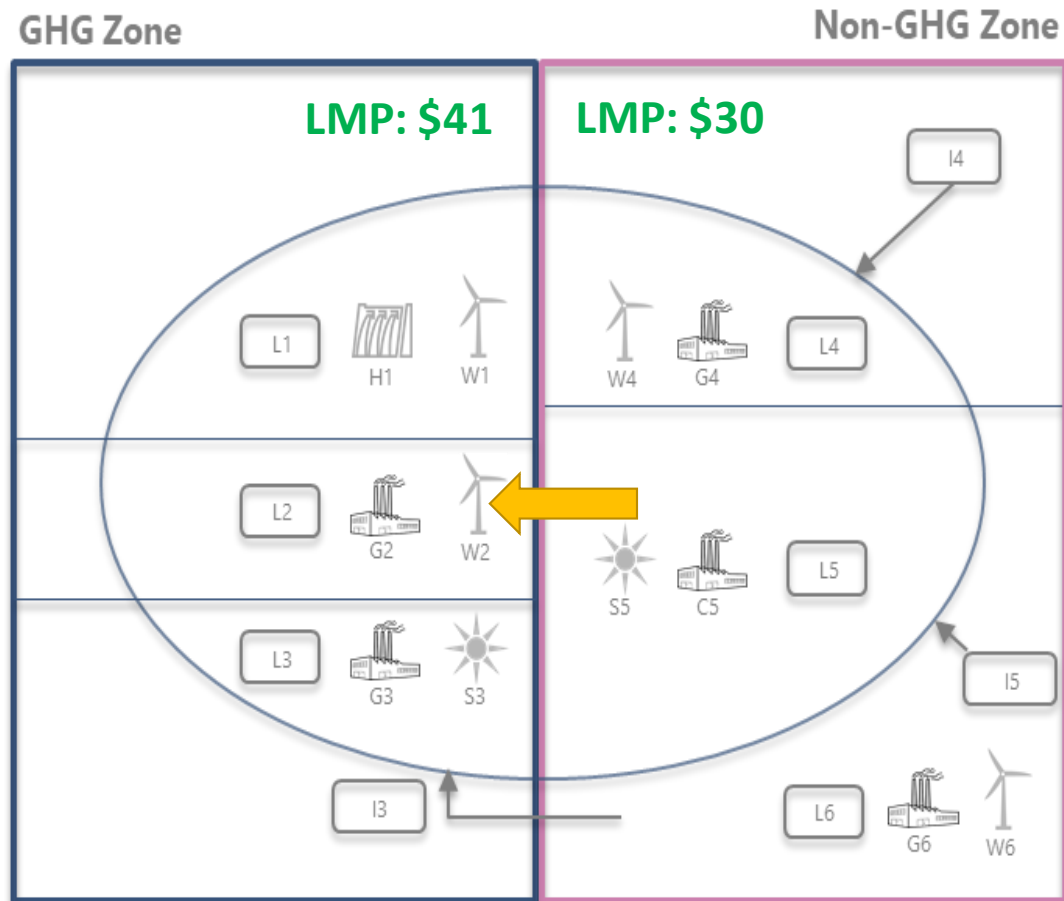 GHG Zone
Non-GHG Zone
LMP: $41
LMP: $30
I4
L1
H1
W1
W4
G4
L4
L2
G2
W2
S5
C5
L5
L3
G3
S3
I5
I3
L6
G6
W6